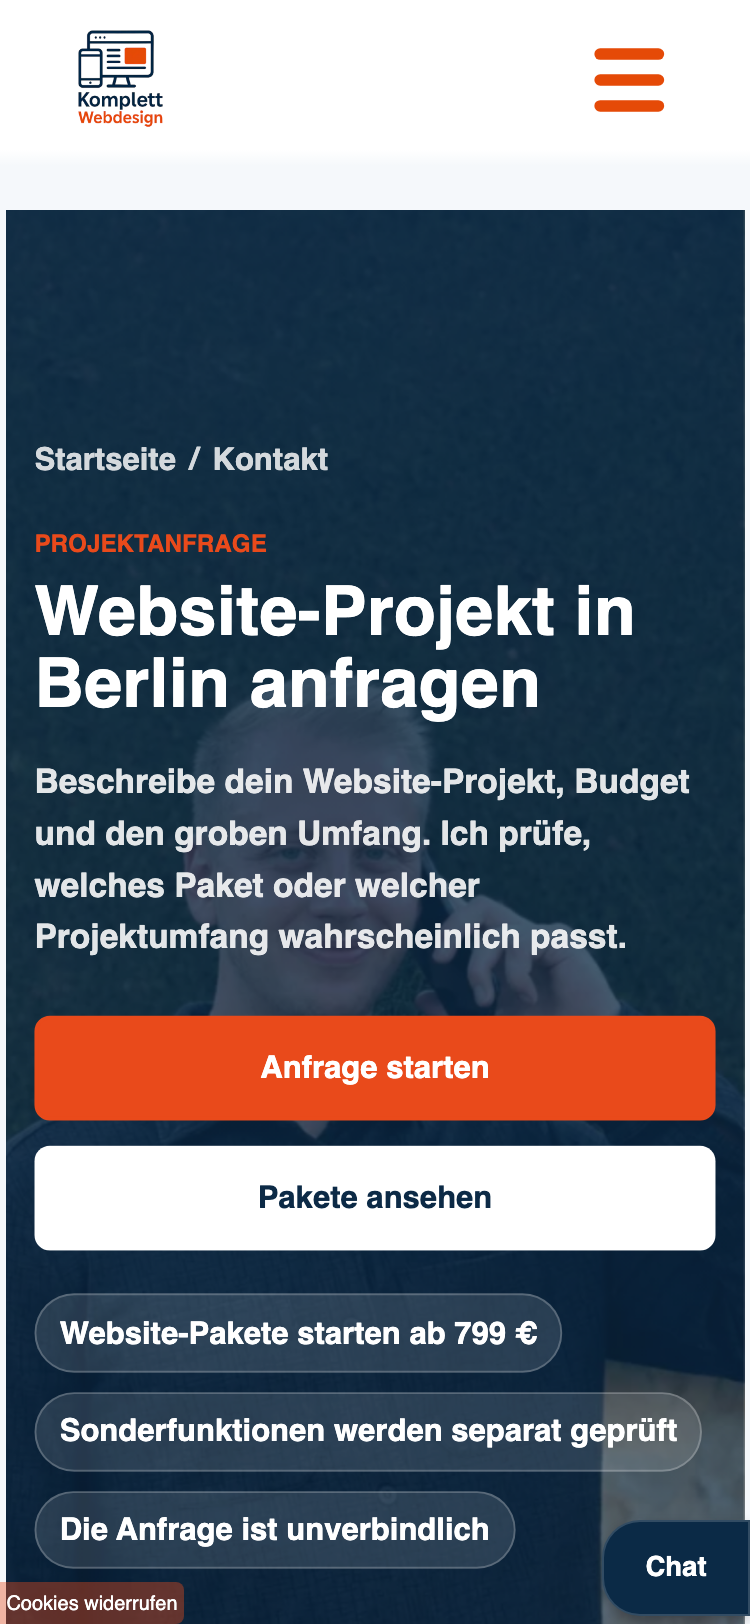 Komplett
Webdesign
Startseite / Kontakt
PROJEKTANFRAGE
Website-Projekt in
Berlin anfragen
Beschreibe dein Website-Projekt, Budget
und den groben Umfang. Ich prüfe,
welches Paket oder welcher
Projektumfang wahrscheinlich passt.
Anfrage starten
Pakete ansehen
Website-Pakete starten ab 799 €
Sonderfunktionen werden separat geprüft
Die Anfrage ist unverbindlich
Chat
Cookies widerrufen